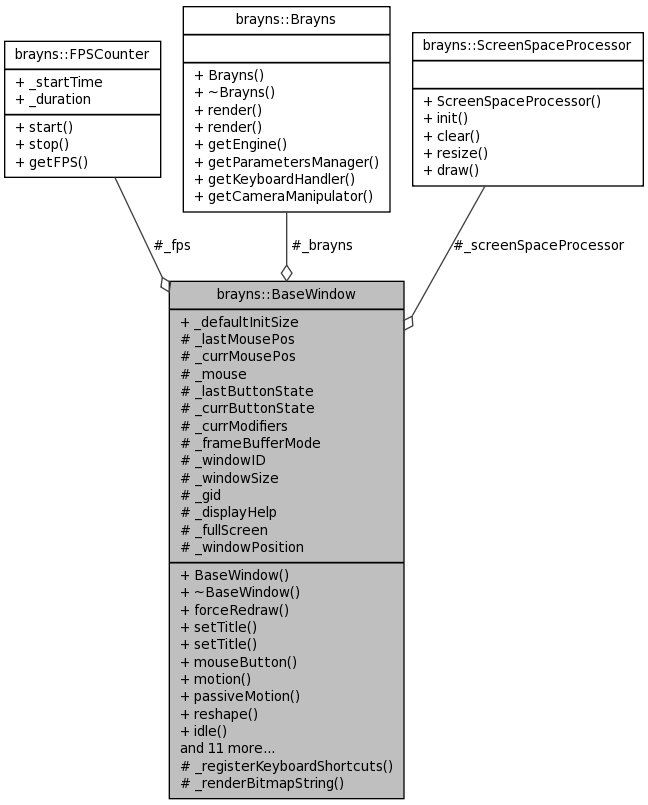 brayns::FPSCounter
+ _startTime
+ _duration
+ start()
+ stop()
+ getFPS()
brayns::Brayns
+ Brayns()
+ ~Brayns()
+ render()
+ render()
+ getEngine()
+ getParametersManager()
+ getKeyboardHandler()
+ getCameraManipulator()
brayns::ScreenSpaceProcessor
+ ScreenSpaceProcessor()
+ init()
+ clear()
+ resize()
+ draw()
#_fps
#_brayns
#_screenSpaceProcessor
brayns::BaseWindow
+ _defaultInitSize
# _lastMousePos
# _currMousePos
# _mouse
# _lastButtonState
# _currButtonState
# _currModifiers
# _frameBufferMode
# _windowID
# _windowSize
# _gid
# _displayHelp
# _fullScreen
# _windowPosition
+ BaseWindow()
+ ~BaseWindow()
+ forceRedraw()
+ setTitle()
+ setTitle()
+ mouseButton()
+ motion()
+ passiveMotion()
+ reshape()
+ idle()
and 11 more...
# _registerKeyboardShortcuts()
# _renderBitmapString()